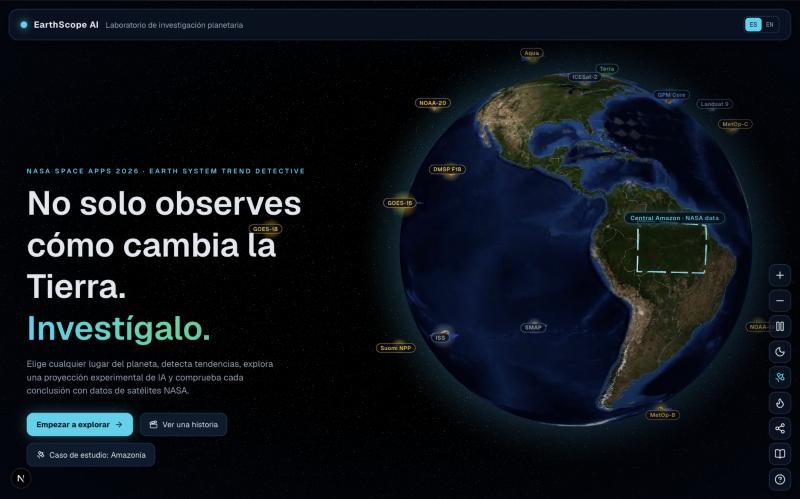 EarthScope AI Laboratorio de investigación planetaria
ES EN
Aqua
Terra
ICESat-2
GPM Core
Landsat 9
NOAA-20
MetOp-C
DMSP F18
GOES-16
GOES-18
Central Amazon · NASA data
SMAP
ISS
Suomi NPP
NOAA-
MetOp-B
NASA SPACE APPS 2026 · EARTH SYSTEM TREND DETECTIVE
No solo observes
cómo cambia la
Tierra.
Investígalo.
Elige cualquier lugar del planeta, detecta tendencias, explora
una proyección experimental de IA y comprueba cada
conclusión con datos de satélites NASA.
Empezar a explorar →
Ver una historia
Caso de estudio: Amazonía
N